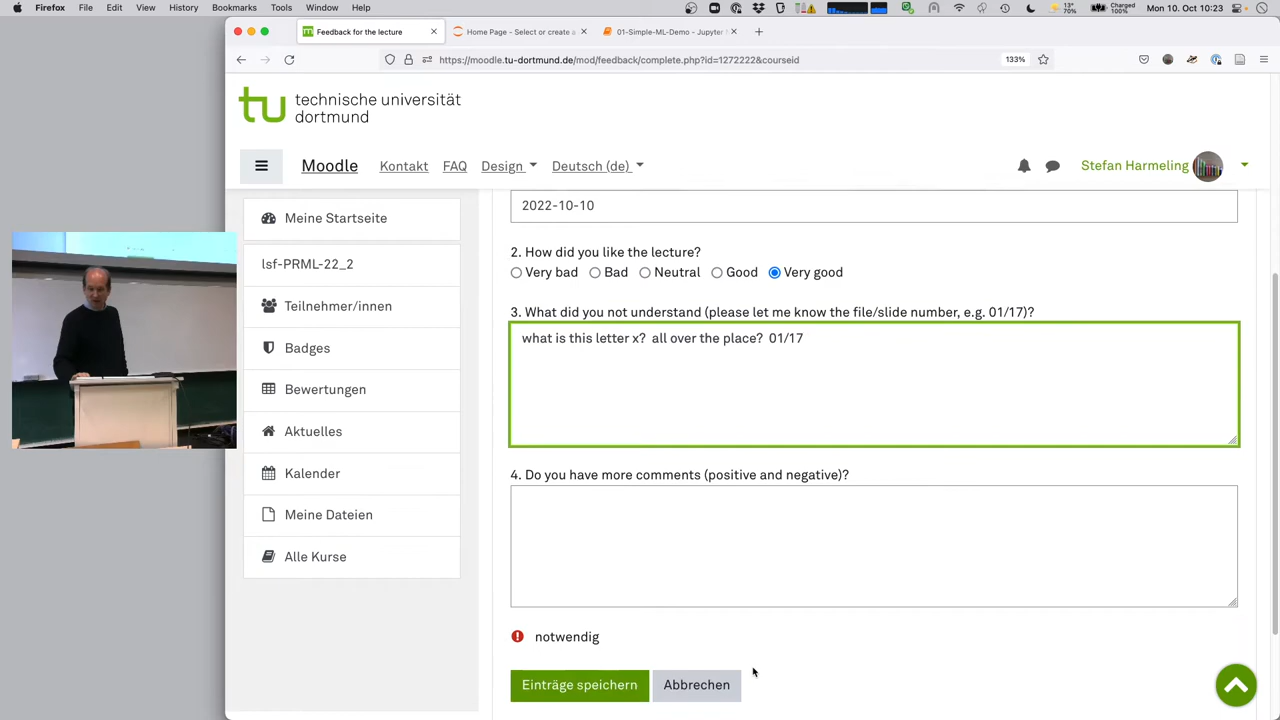 Firefox File Edit View History Bookmarks Tools Window Help
Mon. 10. Oct 10:23
Feedback for the lecture
Home Page - Select or create a
01-Simple-ML-Demo - Jupyter
https://moodle.tu-dortmund.de/mod/feedback/complete.php?id=1272222&courseid
133%
tu technische universität
dortmund
Moodle Kontakt FAQ Design Deutsch (de)
Stefan Harmeling
Meine Startseite
lsf-PRML-22_2
Teilnehmer/innen
Badges
Bewertungen
Aktuelles
Kalender
Meine Dateien
Alle Kurse
2022-10-10
2. How did you like the lecture?
Very bad Bad Neutral Good Very good
3. What did you not understand (please let me know the file/slide number, e.g. 01/17)?
what is this letter x? all over the place? 01/17
4. Do you have more comments (positive and negative)?
notwendig
Einträge speichern Abbrechen